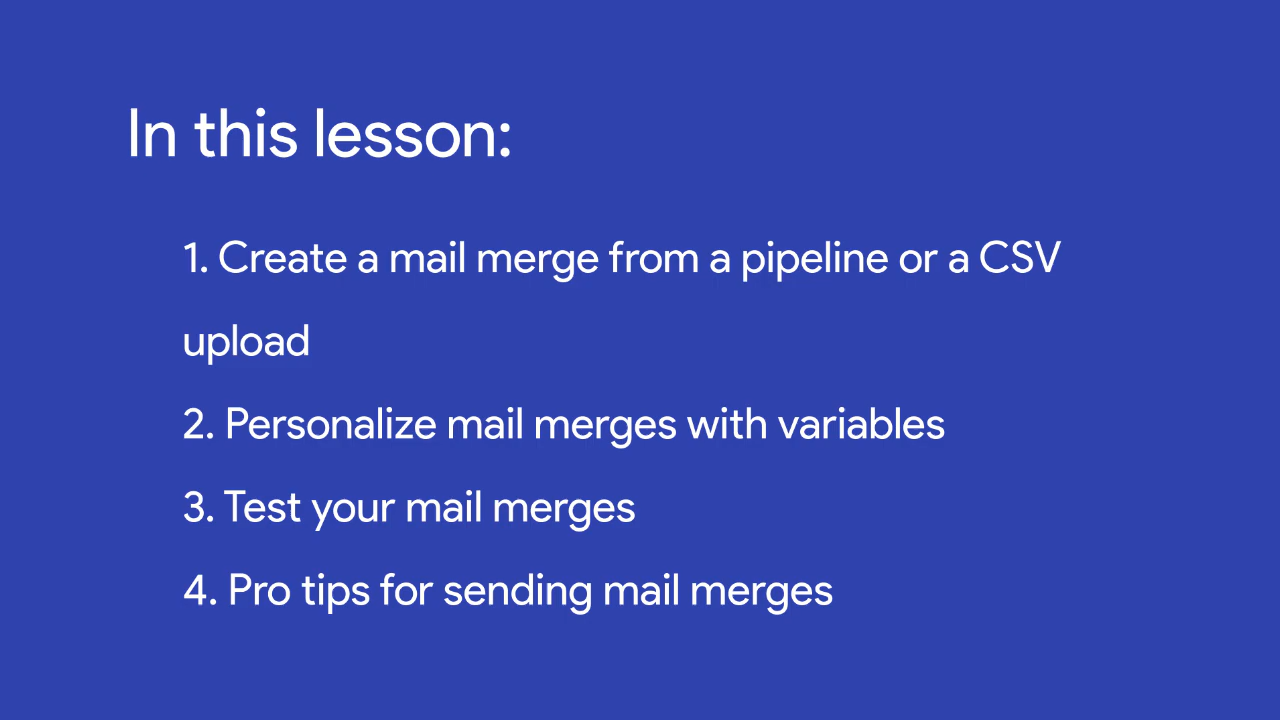 In this lesson:
1. Create a mail merge from a pipeline or a CSV
upload
2. Personalize mail merges with variables
3. Test your mail merges
4. Pro tips for sending mail merges